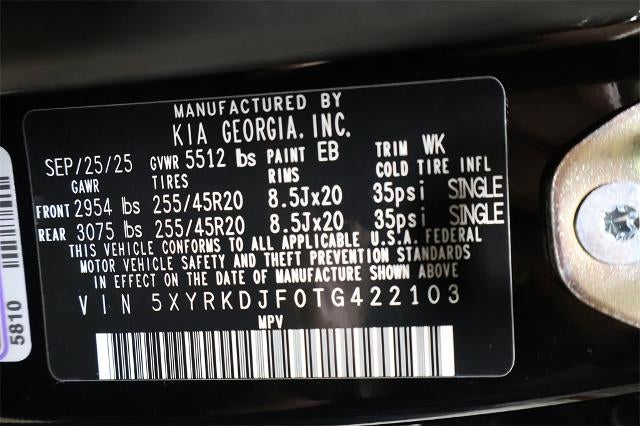 MANUFACTURED BY
KIA GEORGIA, INC.
SEP/25/25 GVWR 5512 lbs PAINT EB TRIM WK
GAWR TIRES RIMS COLD TIRE INFL
FRONT 2954 lbs 255/45R20 8.5Jx20 35psi SINGLE
REAR 3075 lbs 255/45R20 8.5Jx20 35psi SINGLE
THIS VEHICLE CONFORMS TO ALL APPLICABLE U.S.A. FEDERAL
MOTOR VEHICLE SAFETY AND THEFT PREVENTION STANDARDS
IN EFFECT ON THE DATE OF MANUFACTURE SHOWN ABOVE
VIN 5XYRKDJF0TG422103
MPV
5810